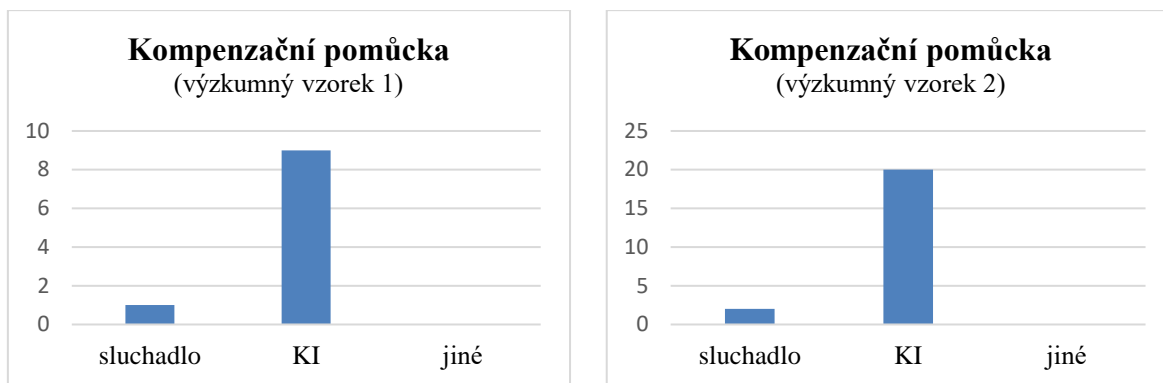 Kompenzační pomůcka
(výzkumný vzorek 1)
10
8
6
4
2
0
sluchadlo KI jiné
Kompenzační pomůcka
(výzkumný vzorek 2)
25
20
15
10
5
0
sluchadlo KI jiné